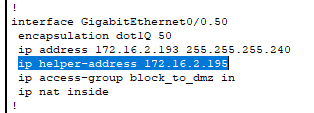 !
interface GigabitEthernet0/0.50
 encapsulation dot1Q 50
 ip address 172.16.2.193 255.255.255.240
 ip helper-address 172.16.2.195
 ip access-group block_to_dmz in
 ip nat inside
!